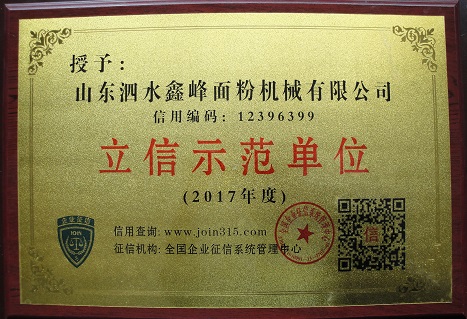 授予：
山东泗水鑫峰面粉机械有限公司
信用编码：12396399
立信示范单位
(2017年度)
信用查询：www.join315.com
征信机构：全国企业征信系统管理中心
信